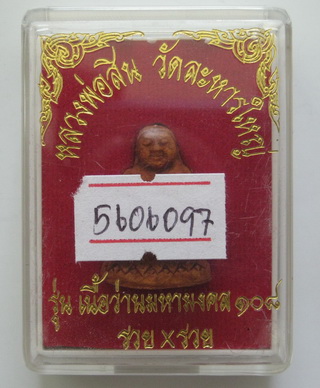 หลวงพ่อสิน วัดละหารใหญ่
5606097
รุ่น เนื้อว่านมหามงคล ๑๐๘
รวย X รวย